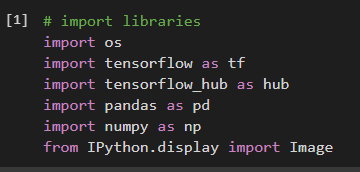 [1] # import libraries
import os
import tensorflow as tf
import tensorflow_hub as hub
import pandas as pd
import numpy as np
from IPython.display import Image